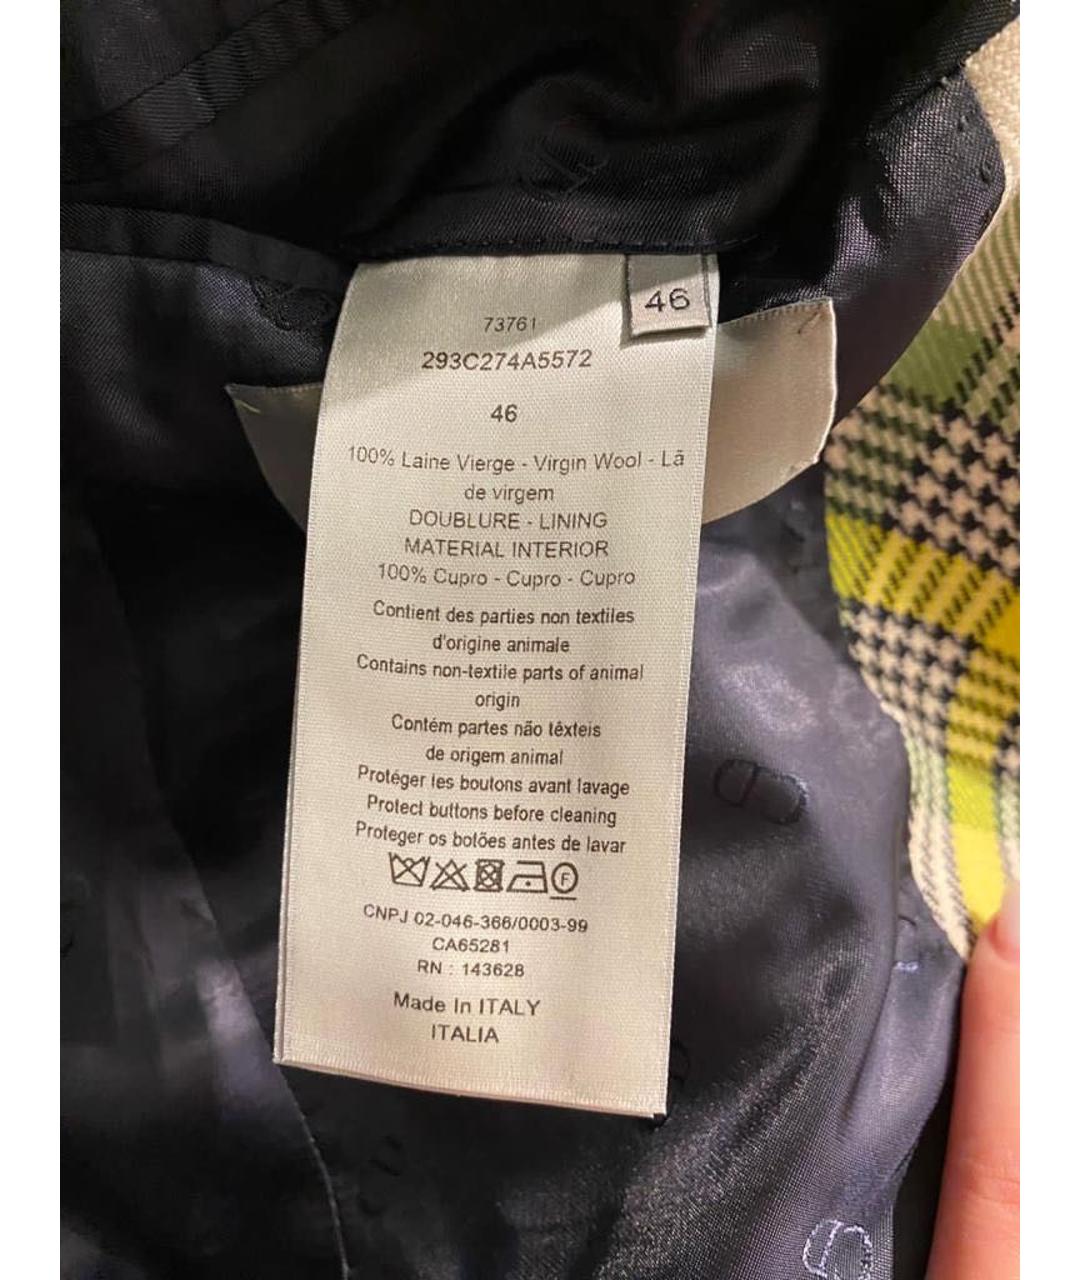 46
73761
293C274A5572
46
100% Laine Vierge - Virgin Wool - Lã
de virgem
DOUBLURE - LINING
MATERIAL INTERIOR
100% Cupro - Cupro - Cupro
Contient des parties non textiles
d'origine animale
Contains non-textile parts of animal
origin
Contém partes não têxteis
de origem animal
Protéger les boutons avant lavage
Protect buttons before cleaning
Proteger os botões antes de lavar
F
CNPJ 02-046-366/0003-99
CA65281
RN : 143628
Made In ITALY
ITALIA